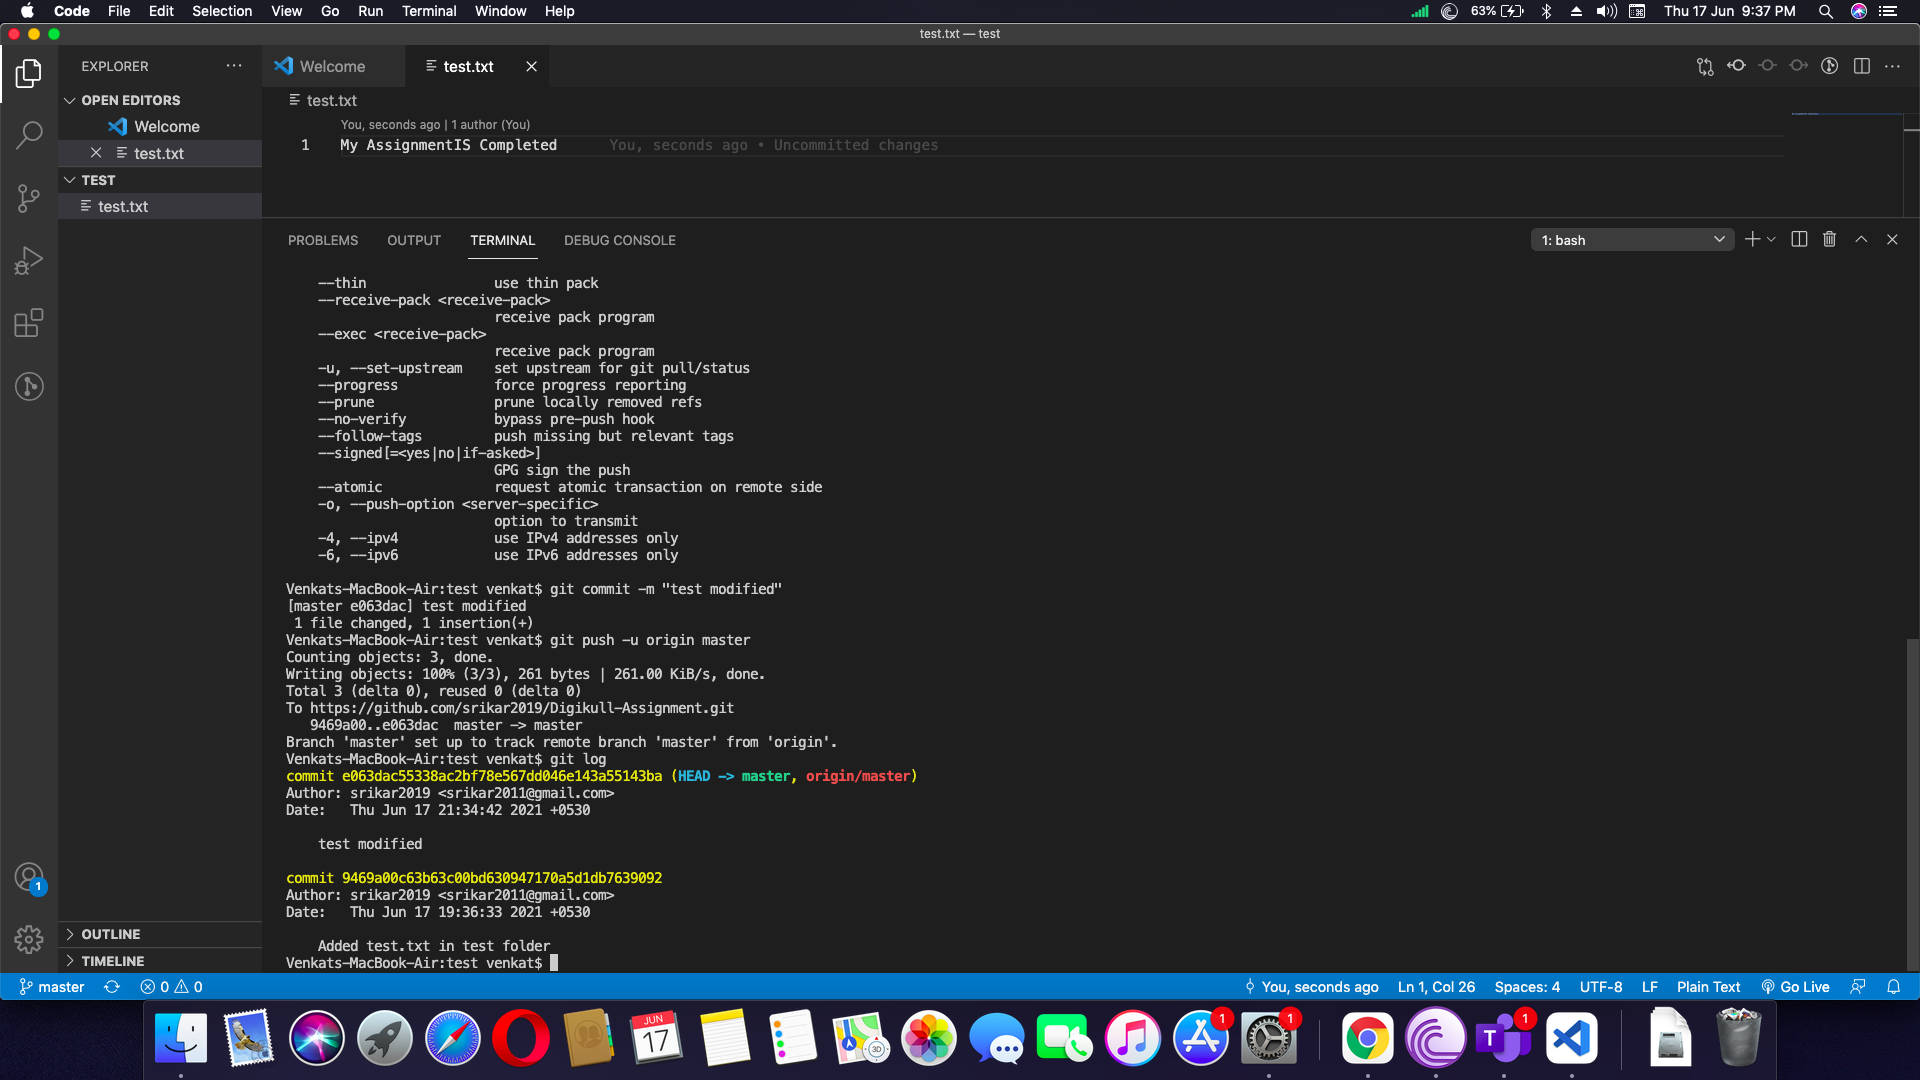 Code File Edit Selection View Go Run Terminal Window Help 63% Thu 17 Jun 9:37 PM
test.txt — test
EXPLORER
Welcome
test.txt
OPEN EDITORS
Welcome
test.txt
TEST
test.txt
OUTLINE
TIMELINE
test.txt
You, seconds ago | 1 author (You)
1 My AssignmentIS Completed You, seconds ago • Uncommitted changes
PROBLEMS OUTPUT TERMINAL DEBUG CONSOLE 1: bash
--thin use thin pack
--receive-pack <receive-pack>
receive pack program
--exec <receive-pack>
receive pack program
-u, --set-upstream set upstream for git pull/status
--progress force progress reporting
--prune prune locally removed refs
--no-verify bypass pre-push hook
--follow-tags push missing but relevant tags
--signed[=<yes|no|if-asked>]
GPG sign the push
--atomic request atomic transaction on remote side
-o, --push-option <server-specific>
option to transmit
-4, --ipv4 use IPv4 addresses only
-6, --ipv6 use IPv6 addresses only
Venkats-MacBook-Air:test venkat$ git commit -m "test modified"
[master e063dac] test modified
1 file changed, 1 insertion(+)
Venkats-MacBook-Air:test venkat$ git push -u origin master
Counting objects: 3, done.
Writing objects: 100% (3/3), 261 bytes | 261.00 KiB/s, done.
Total 3 (delta 0), reused 0 (delta 0)
To https://github.com/srikar2019/Digikull-Assignment.git
9469a00..e063dac master -> master
Branch 'master' set up to track remote branch 'master' from 'origin'.
Venkats-MacBook-Air:test venkat$ git log
commit e063dac55338ac2bf78e567dd046e143a55143ba (HEAD -> master, origin/master)
Author: srikar2019 <srikar2011@gmail.com>
Date: Thu Jun 17 21:34:42 2021 +0530
test modified
commit 9469a00c63b63c00bd630947170a5d1db7639092
Author: srikar2019 <srikar2011@gmail.com>
Date: Thu Jun 17 19:36:33 2021 +0530
Added test.txt in test folder
Venkats-MacBook-Air:test venkat$
1
master 0 0 You, seconds ago Ln 1, Col 26 Spaces: 4 UTF-8 LF Plain Text Go Live
JUN
17
3D
1
1
T
1